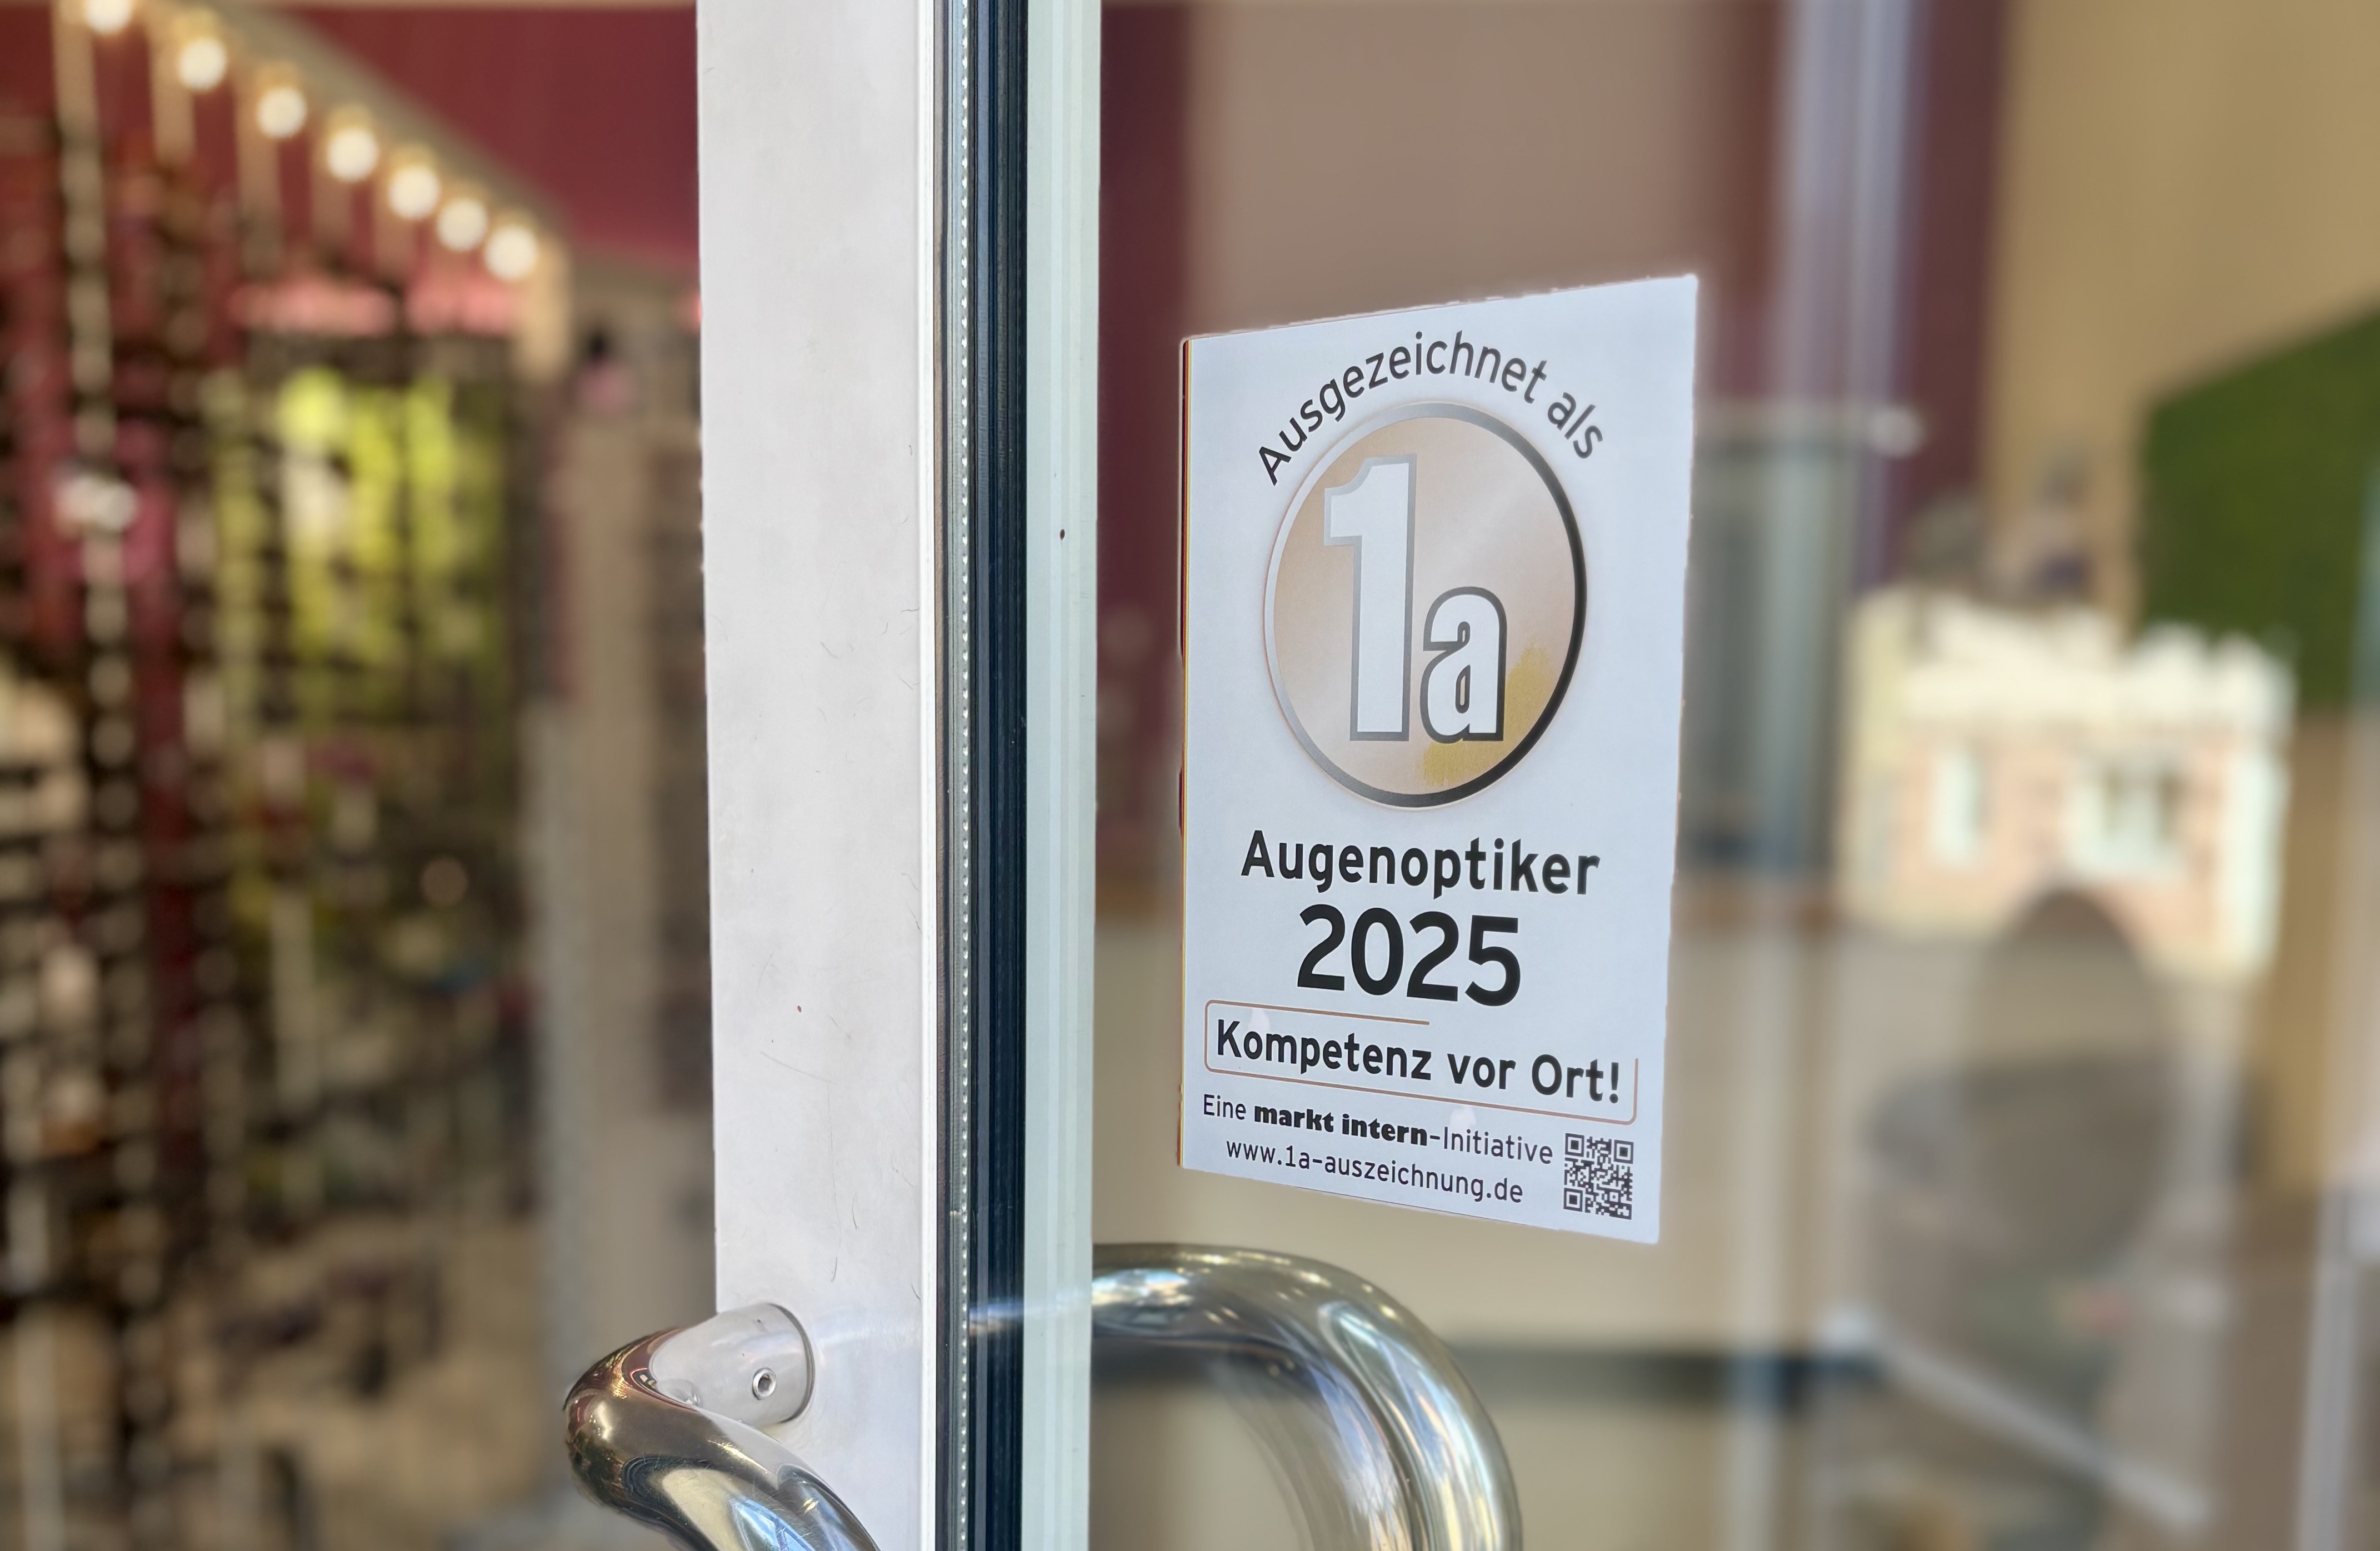 Ausgezeichnet als
1a
Augenoptiker
2025
Kompetenz vor Ort!
Eine markt intern-Initiative
www.1a-auszeichnung.de